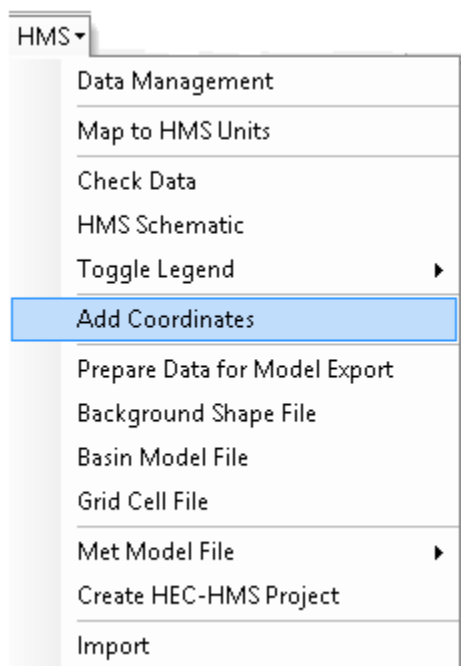 HMS
Data Management
Map to HMS Units
Check Data
HMS Schematic
Toggle Legend
Add Coordinates
Prepare Data for Model Export
Background Shape File
Basin Model File
Grid Cell File
Met Model File
Create HEC-HMS Project
Import